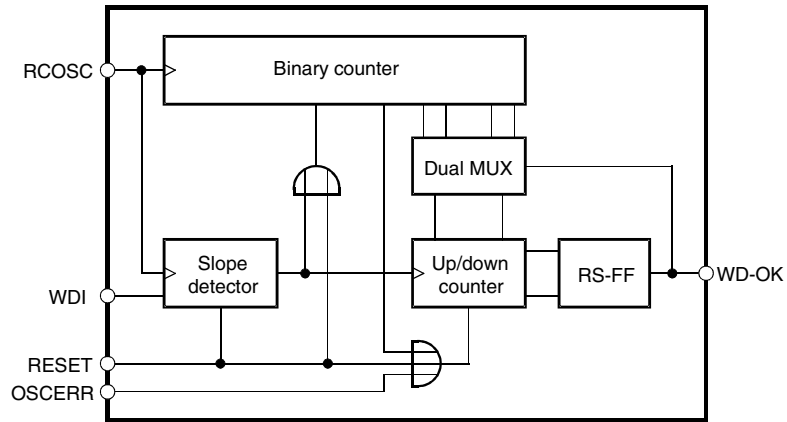 RCOSC
Binary counter
Dual MUX
Slope
detector
Up/down
counter
RS-FF
WD-OK
WDI
RESET
OSCERR